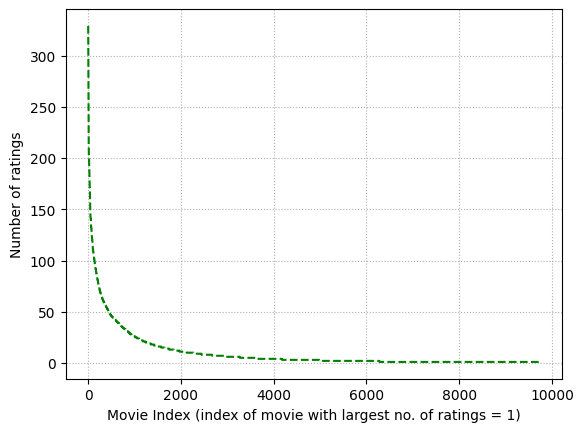 300
250
200
150
100
50
0
Number of ratings
0 2000 4000 6000 8000 10000
Movie Index (index of movie with largest no. of ratings = 1)